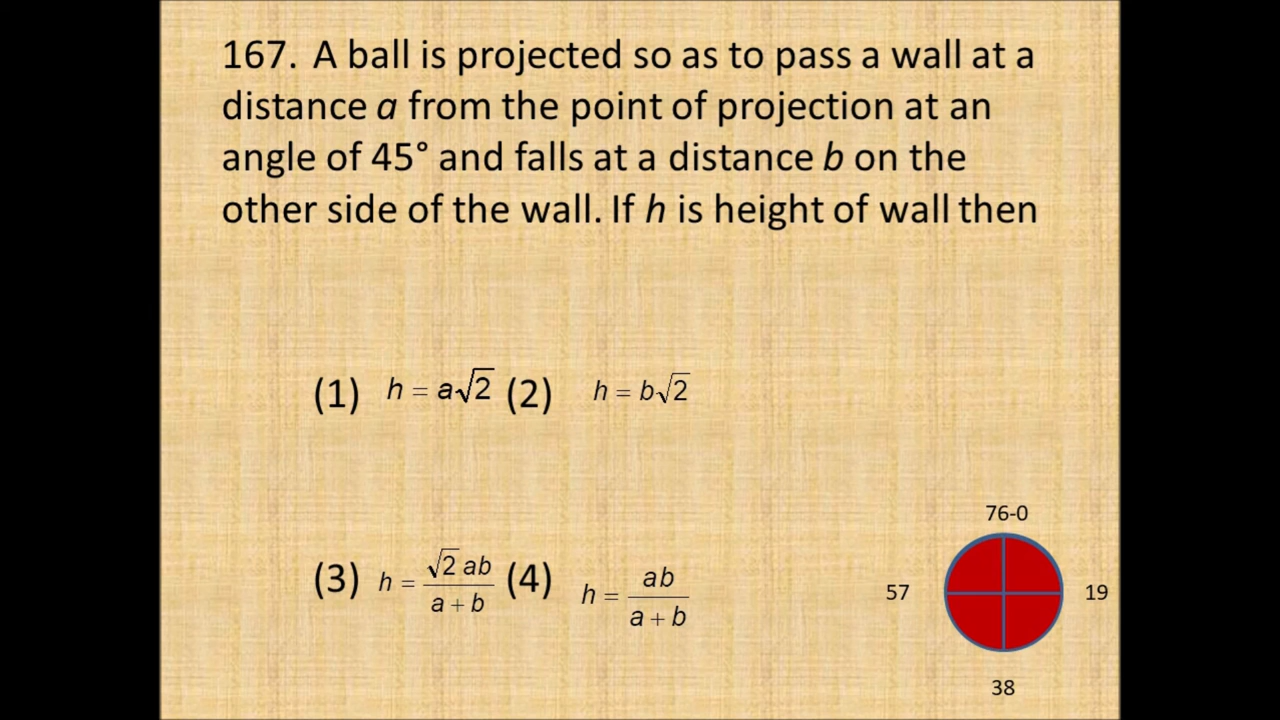 167. A ball is projected so as to pass a wall at a
distance a from the point of projection at an
angle of 45° and falls at a distance b on the
other side of the wall. If h is height of wall then
(1) h = a√2 (2) h = b√2
(3) h = √2 ab / a + b (4) h = ab / a + b
76-0
57 19
38